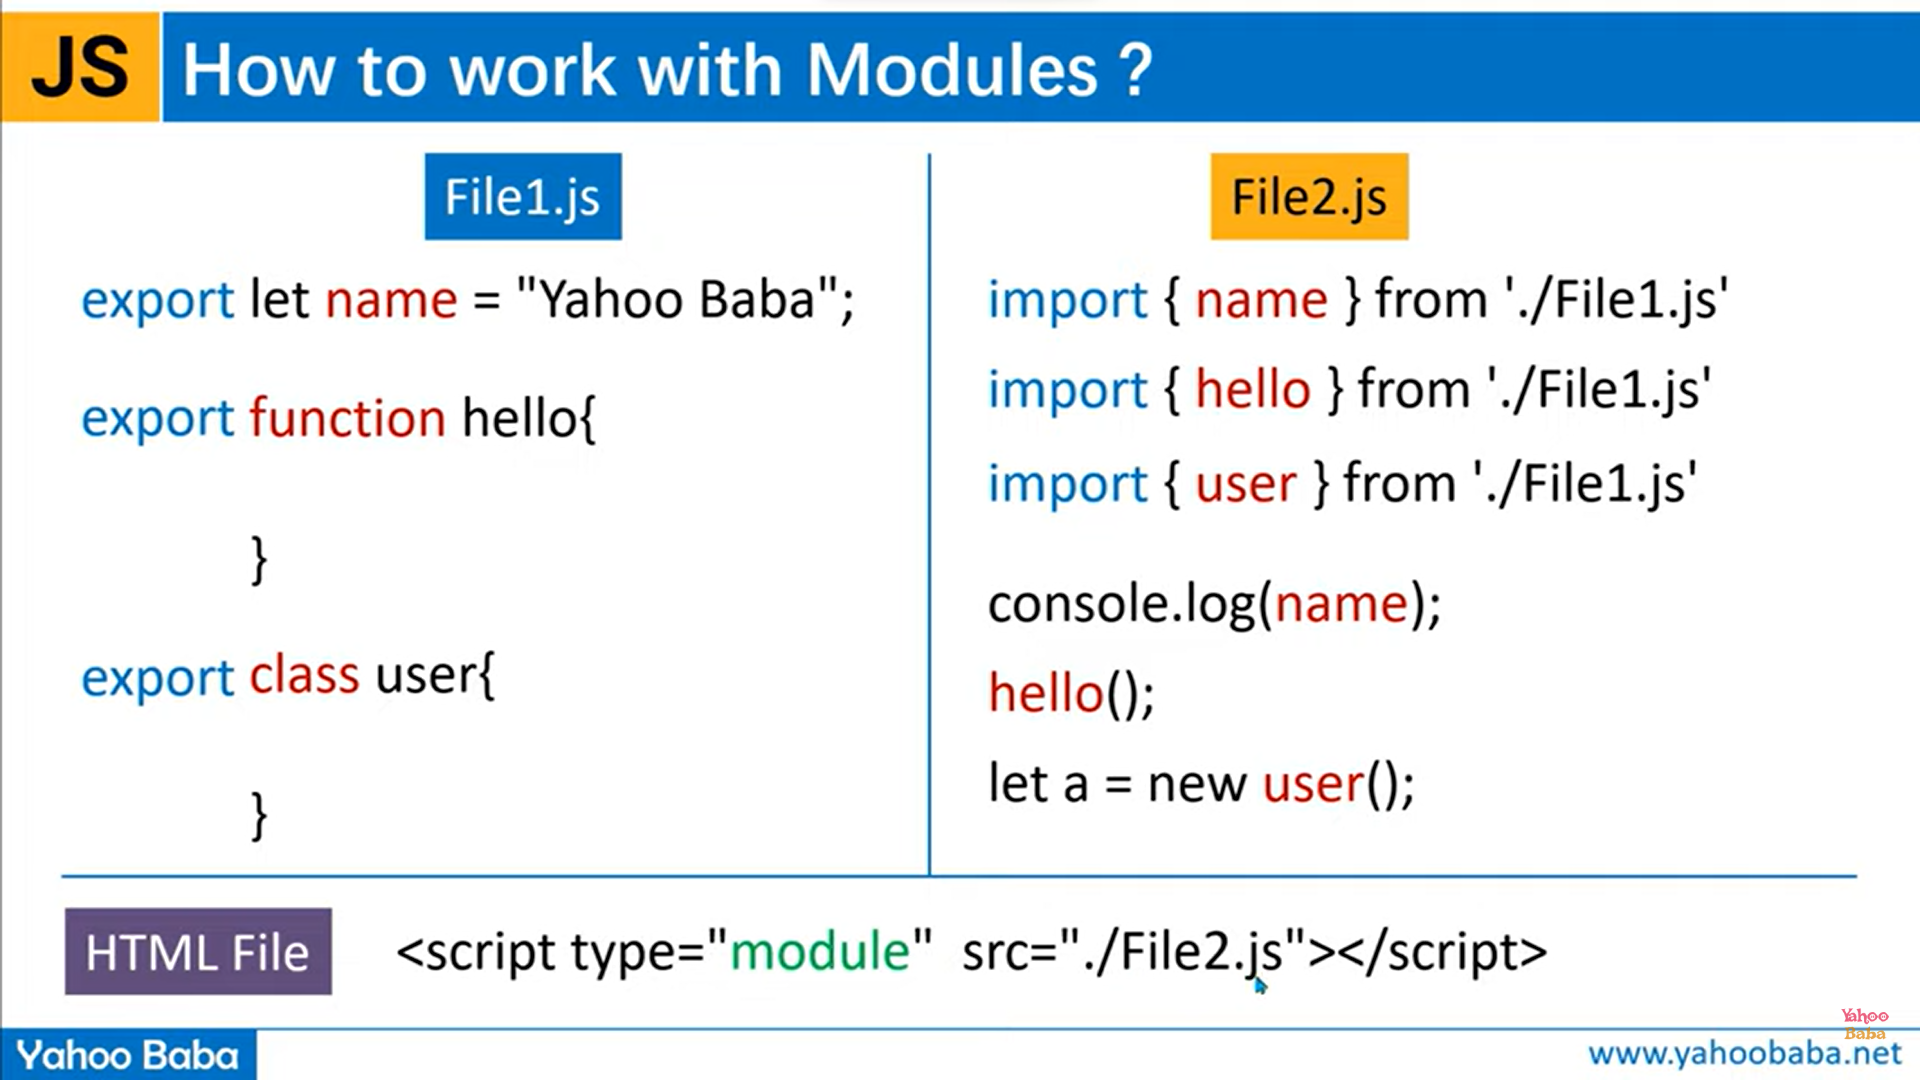 JS How to work with Modules ?
File1.js
export let name = "Yahoo Baba";
export function hello{
}
export class user{
}
File2.js
import { name } from './File1.js'
import { hello } from './File1.js'
import { user } from './File1.js'
console.log(name);
hello();
let a = new user();
HTML File
<script type="module" src="./File2.js"></script>
Yahoo
Baba
Yahoo Baba
www.yahoobaba.net